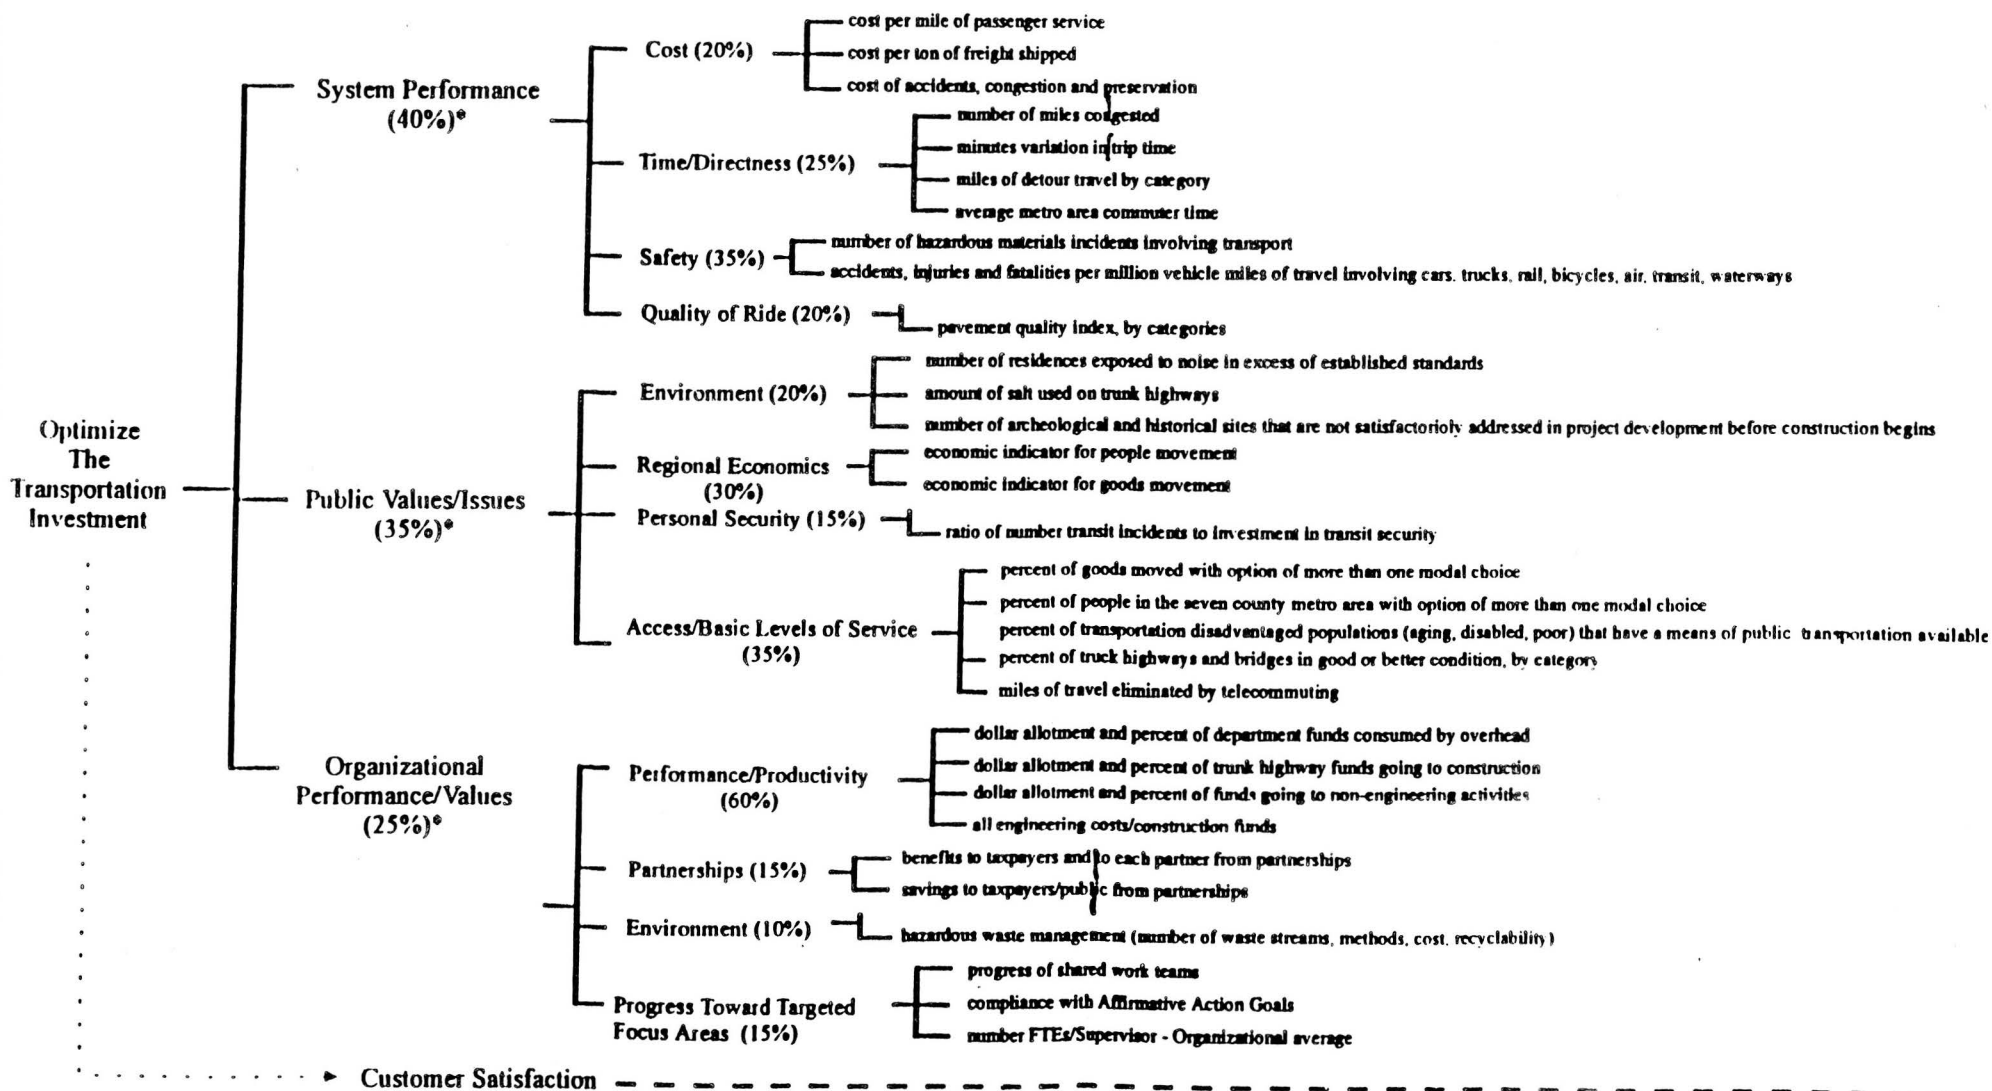 Optimize
The
Transportation
Investment
System Performance
(40%)*
Cost (20%)
cost per mile of passenger service
cost per ton of freight shipped
cost of accidents, congestion and preservation
Time/Directness (25%)
number of miles congested
minutes variation in trip time
miles of detour travel by category
average metro area commuter time
Safety (35%)
number of hazardous materials incidents involving transport
accidents, injuries and fatalities per million vehicle miles of travel involving cars, trucks, rail, bicycles, air, transit, waterways
Quality of Ride (20%)
pavement quality index, by categories
Public Values/Issues
(35%)*
Environment (20%)
number of residences exposed to noise in excess of established standards
amount of salt used on trunk highways
number of archeological and historical sites that are not satisfactorioly addressed in project development before construction begins
Regional Economics
(30%)
economic indicator for people movement
economic indicator for goods movement
Personal Security (15%)
ratio of number transit incidents to investment in transit security
Access/Basic Levels of Service
(35%)
percent of goods moved with option of more than one modal choice
percent of people in the seven county metro area with option of more than one modal choice
percent of transportation disadvantaged populations (aging, disabled, poor) that have a means of public transportation available
percent of truck highways and bridges in good or better condition, by category
miles of travel eliminated by telecommuting
Organizational
Performance/Values
(25%)*
Performance/Productivity
(60%)
dollar allotment and percent of department funds consumed by overhead
dollar allotment and percent of trunk highway funds going to construction
dollar allotment and percent of funds going to non-engineering activities
all engineering costs/construction funds
Partnerships (15%)
benefits to taxpayers and to each partner from partnerships
savings to taxpayers/public from partnerships
Environment (10%)
hazardous waste management (number of waste streams, methods, cost, recyclability)
Progress Toward Targeted
Focus Areas (15%)
progress of shared work teams
compliance with Affirmative Action Goals
number FTEs/Supervisor - Organizational average
Customer Satisfaction